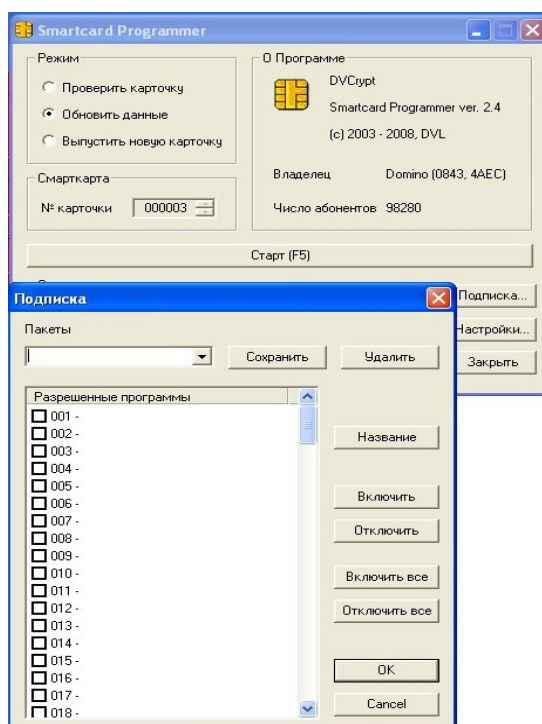 Smartcard Programmer
Режим
Проверить карточку
Обновить данные
Выпустить новую карточку
О Программе
DVCrypt
Smartcard Programmer ver. 2.4
(c) 2003 - 2008, DVL
Владелец Domino (0843, 4AEC)
Число абонентов 98280
Смарткарта
№ карточки 000003
Старт (F5)
Подписка...
Настройки...
Закрыть
Подписка
Пакеты
Сохранить
Удалить
Разрешенные программы
001 -
002 -
003 -
004 -
005 -
006 -
007 -
008 -
009 -
010 -
011 -
012 -
013 -
014 -
015 -
016 -
017 -
018 -
Название
Включить
Отключить
Включить все
Отключить все
OK
Cancel